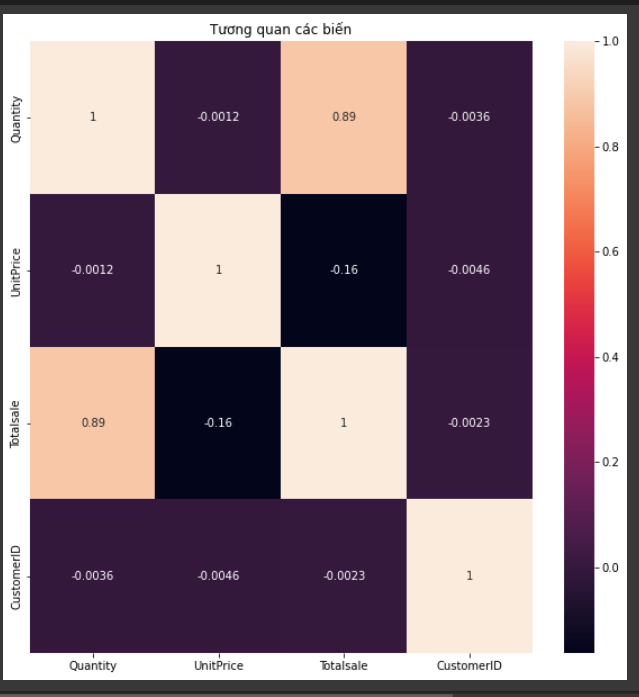 Tương quan các biến
Quantity 1 -0.0012 0.89 -0.0036
UnitPrice -0.0012 1 -0.16 -0.0046
Totalsale 0.89 -0.16 1 -0.0023
CustomerID -0.0036 -0.0046 -0.0023 1
Quantity UnitPrice Totalsale CustomerID
1.0
0.8
0.6
0.4
0.2
0.0